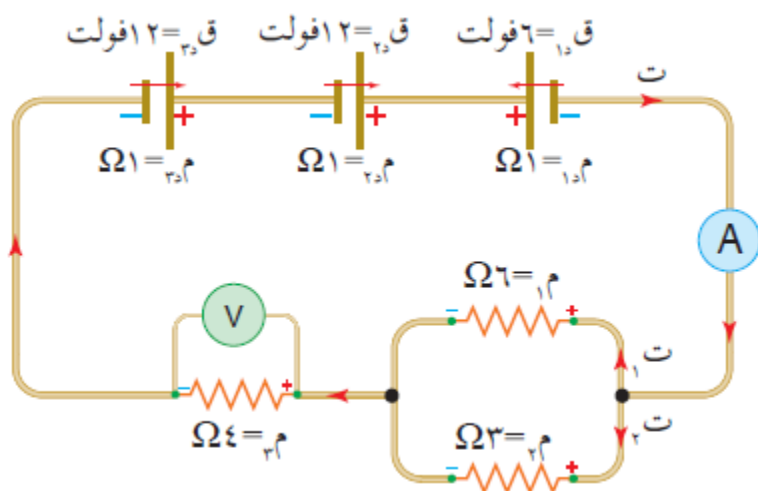 ق‎د١=٦فولت
ق‎د٢=١٢فولت
ق‎د٣=١٢فولت
ت
− +
− +
+ −
م‎د١=١Ω
م‎د٢=١Ω
م‎د٣=١Ω
A
م١=٦Ω
− +
ت١
V
− +
م٣=٤Ω
ت٢
م٢=٣Ω
− +